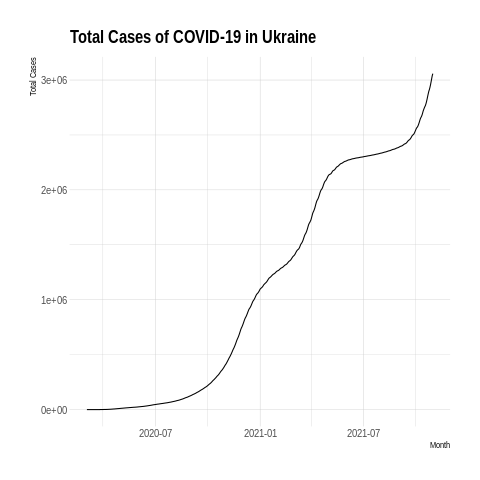 Total Cases of COVID-19 in Ukraine
Total Cases
3e+06
2e+06
1e+06
0e+00
2020-07 2021-01 2021-07
Month